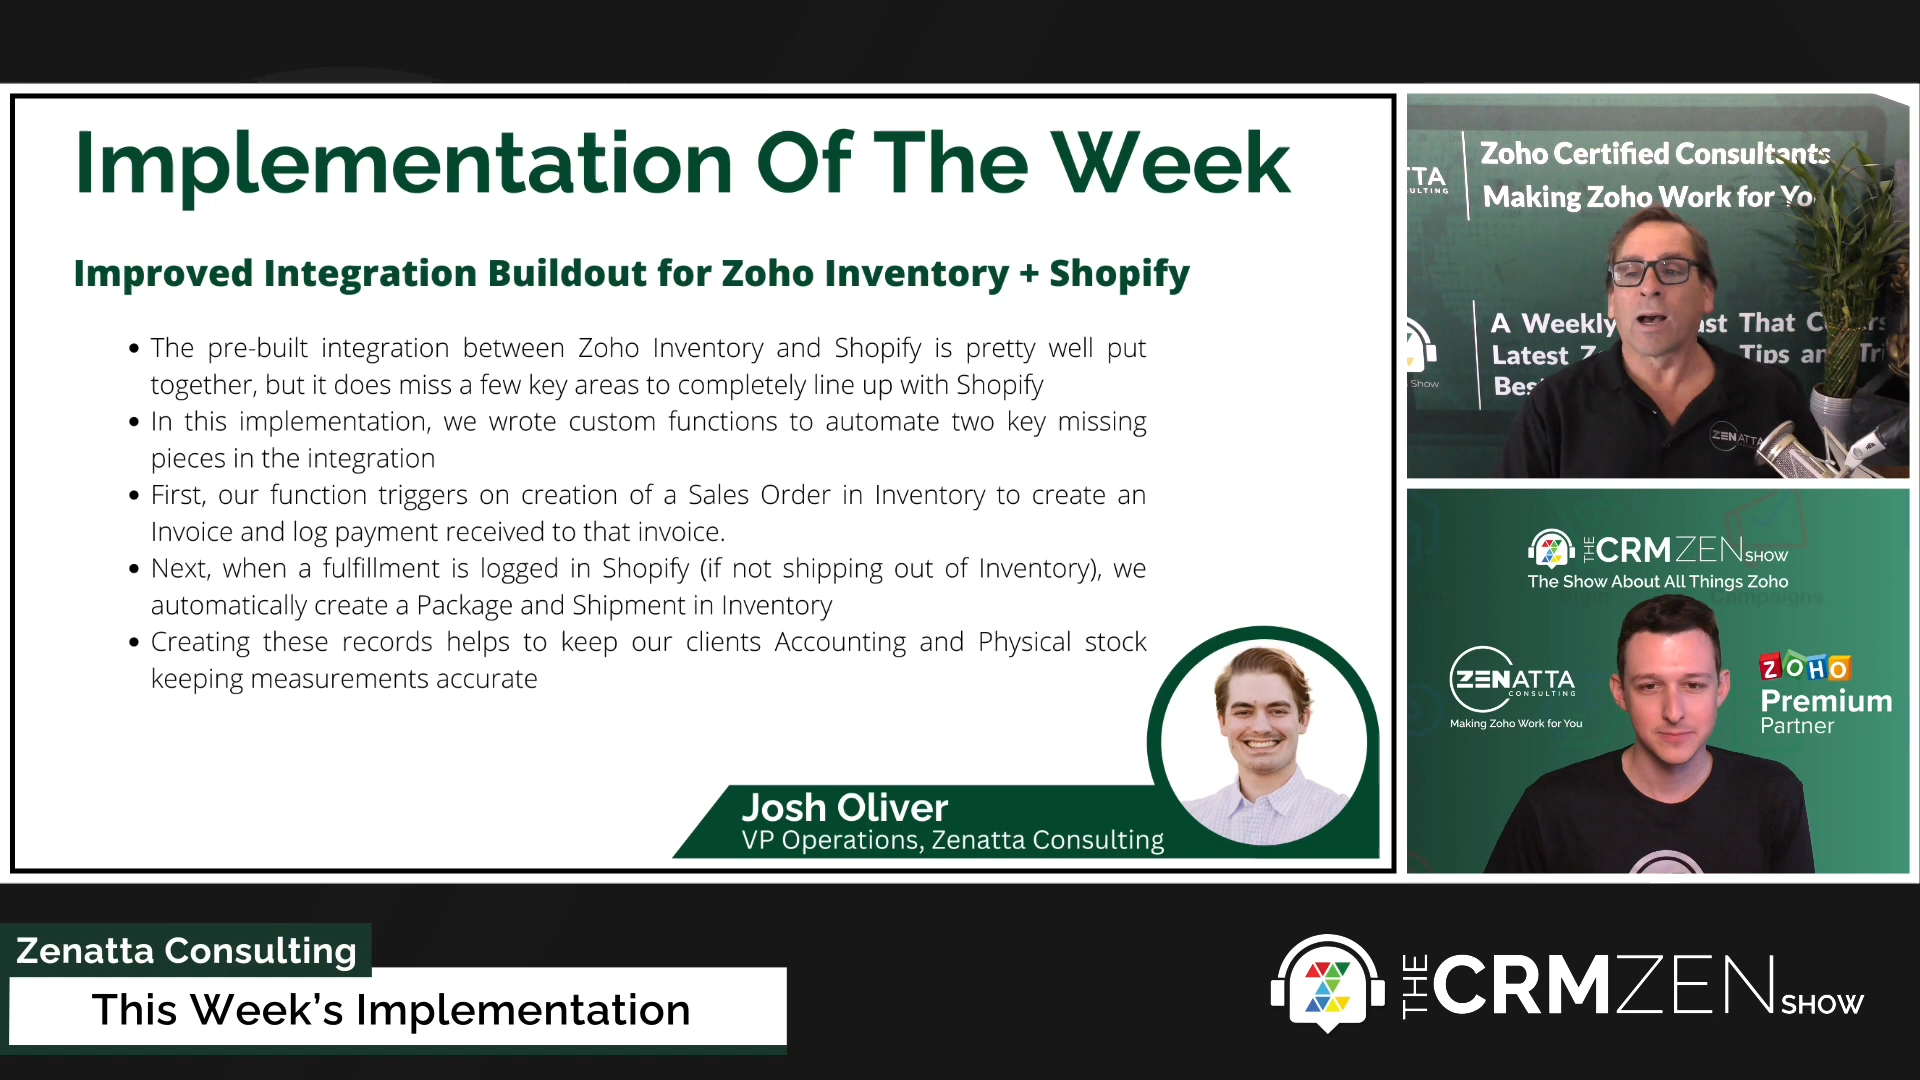 Implementation Of The Week
Improved Integration Buildout for Zoho Inventory + Shopify
• The pre-built integration between Zoho Inventory and Shopify is pretty well put
together, but it does miss a few key areas to completely line up with Shopify
• In this implementation, we wrote custom functions to automate two key missing
pieces in the integration
• First, our function triggers on creation of a Sales Order in Inventory to create an
Invoice and log payment received to that invoice.
• Next, when a fulfillment is logged in Shopify (if not shipping out of Inventory), we
automatically create a Package and Shipment in Inventory
• Creating these records helps to keep our clients Accounting and Physical stock
keeping measurements accurate
Josh Oliver
VP Operations, Zenatta Consulting
Zoho Certified Consultants
Making Zoho Work for Yo
A Weekly
That
Latest
Tips
Show
ZENATTA
THE CRMZEN SHOW
The Show About All Things Zoho
Campaigns
ZENATTA
CONSULTING
Making Zoho Work for You
ZOHO
Premium
Partner
Zenatta Consulting
This Week's Implementation
THE CRMZEN SHOW